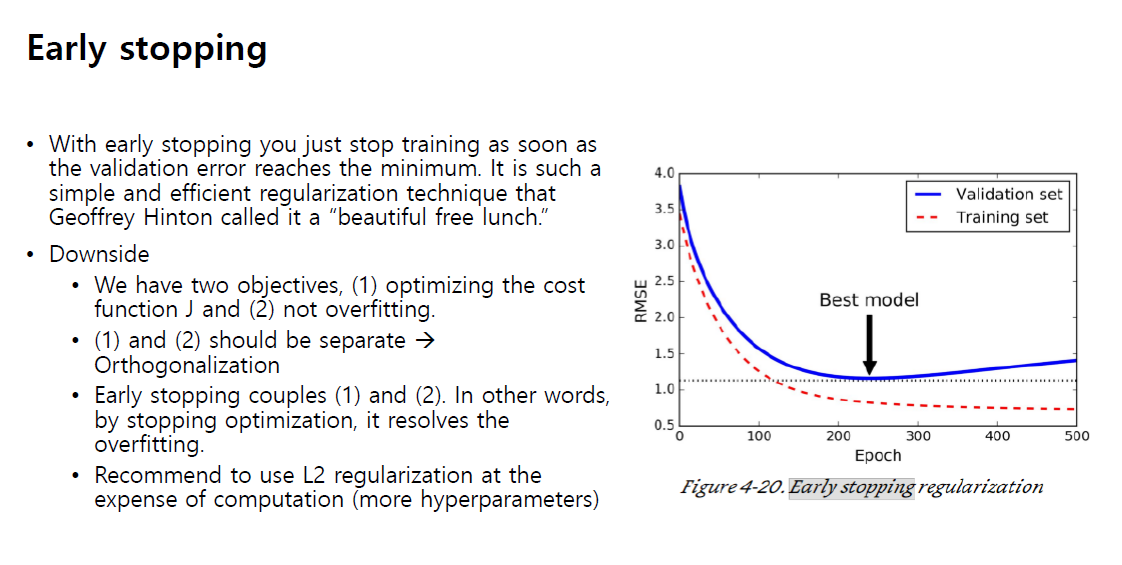 Early stopping
• With early stopping you just stop training as soon as
the validation error reaches the minimum. It is such a
simple and efficient regularization technique that
Geoffrey Hinton called it a “beautiful free lunch.”
• Downside
• We have two objectives, (1) optimizing the cost
function J and (2) not overfitting.
• (1) and (2) should be separate →
Orthogonalization
• Early stopping couples (1) and (2). In other words,
by stopping optimization, it resolves the
overfitting.
• Recommend to use L2 regularization at the
expense of computation (more hyperparameters)
4.0
3.5
3.0
2.5
2.0
1.5
1.0
0.5
RMSE
Validation set
Training set
Best model
0 100 200 300 400 500
Epoch
Figure 4-20. Early stopping regularization